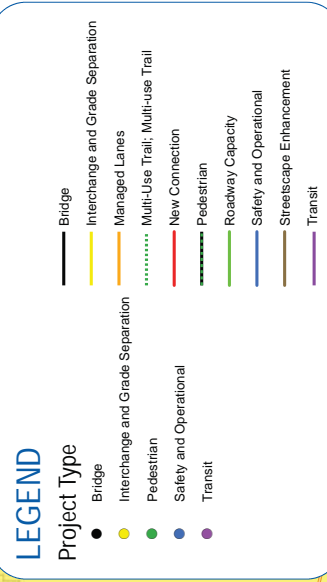 LEGEND
Project Type
Bridge
Interchange and Grade Separation
Pedestrian
Safety and Operational
Transit
Bridge
Interchange and Grade Separation
Managed Lanes
Multi-Use Trail; Multi-use Trail
New Connection
Pedestrian
Roadway Capacity
Safety and Operational
Streetscape Enhancement
Transit